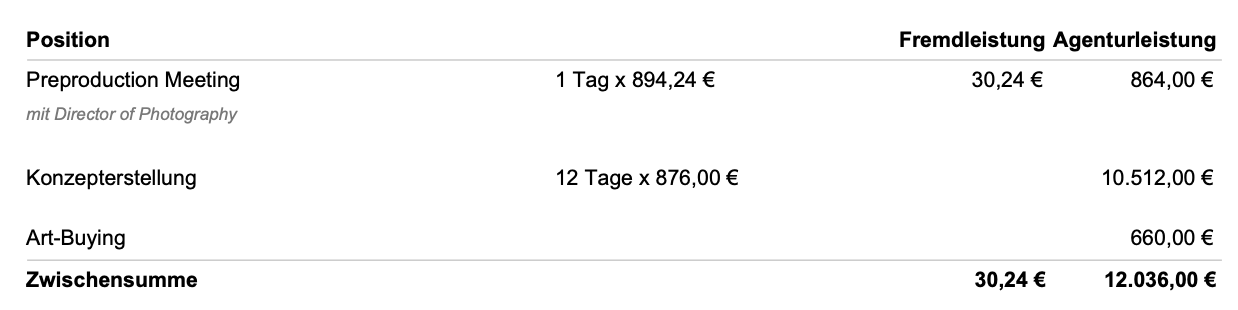 Position Fremdleistung Agenturleistung
Preproduction Meeting 1 Tag x 894,24 € 30,24 € 864,00 €
mit Director of Photography
Konzepterstellung 12 Tage x 876,00 € 10.512,00 €
Art-Buying 660,00 €
Zwischensumme 30,24 € 12.036,00 €